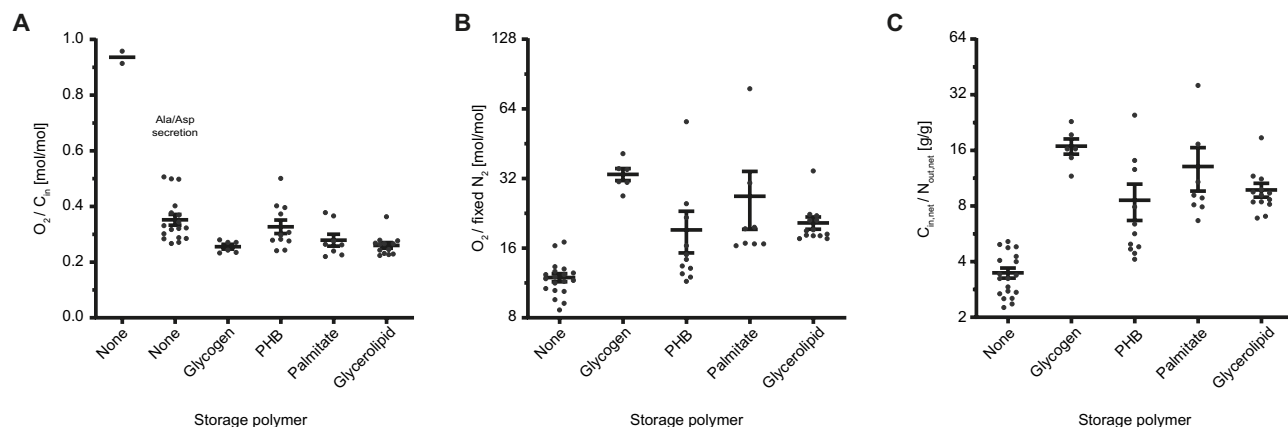 A
O2 / Cin [mol/mol]
1.0
0.8
0.6
0.4
0.2
0.0
Ala/Asp
secretion
None
None
Glycogen
PHB
Palmitate
Glycerolipid
Storage polymer
B
O2 / fixed N2 [mol/mol]
128
64
32
16
8
None
Glycogen
PHB
Palmitate
Glycerolipid
Storage polymer
C
Cin,net / Nout,net [g/g]
64
32
16
8
4
2
None
Glycogen
PHB
Palmitate
Glycerolipid
Storage polymer